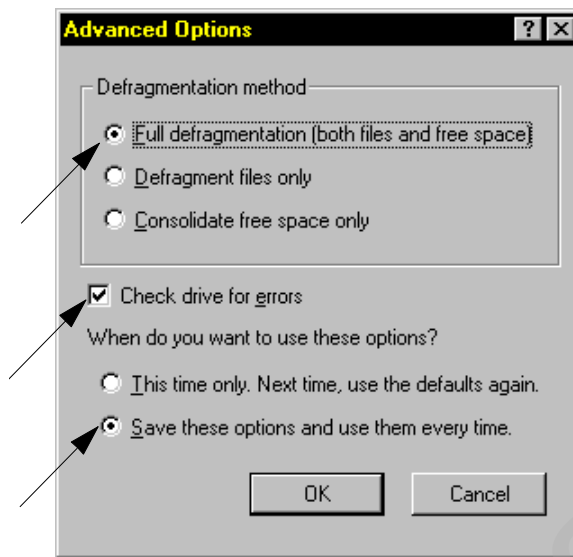 Advanced Options
Defragmentation method
Full defragmentation (both files and free space)
Defragment files only
Consolidate free space only
Check drive for errors
When do you want to use these options?
This time only. Next time, use the defaults again.
Save these options and use them every time.
OK Cancel